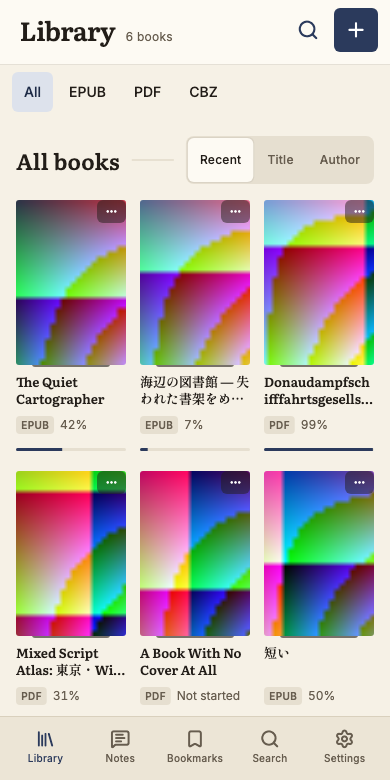 Library 6 books
All EPUB PDF CBZ
All books
Recent Title Author
The Quiet
Cartographer
EPUB 42%
海辺の図書館 — 失
われた書架をめ…
EPUB 7%
Donaudampfsch
ifffahrtsgesells…
PDF 99%
Mixed Script
Atlas: 東京・Wi…
PDF 31%
A Book With No
Cover At All
PDF Not started
短い
EPUB 50%
Library Notes Bookmarks Search Settings